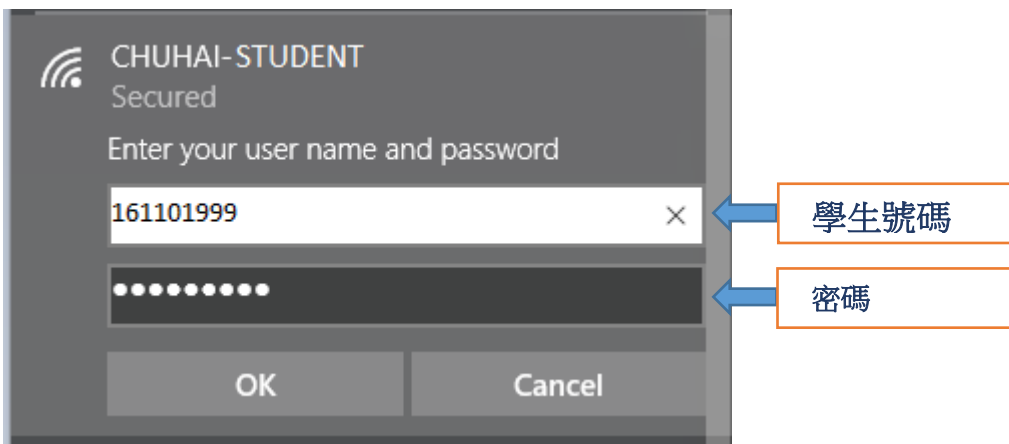 CHUHAI-STUDENT
Secured
Enter your user name and password
161101999
學生號碼
●●●●●●●●●
密碼
OK Cancel